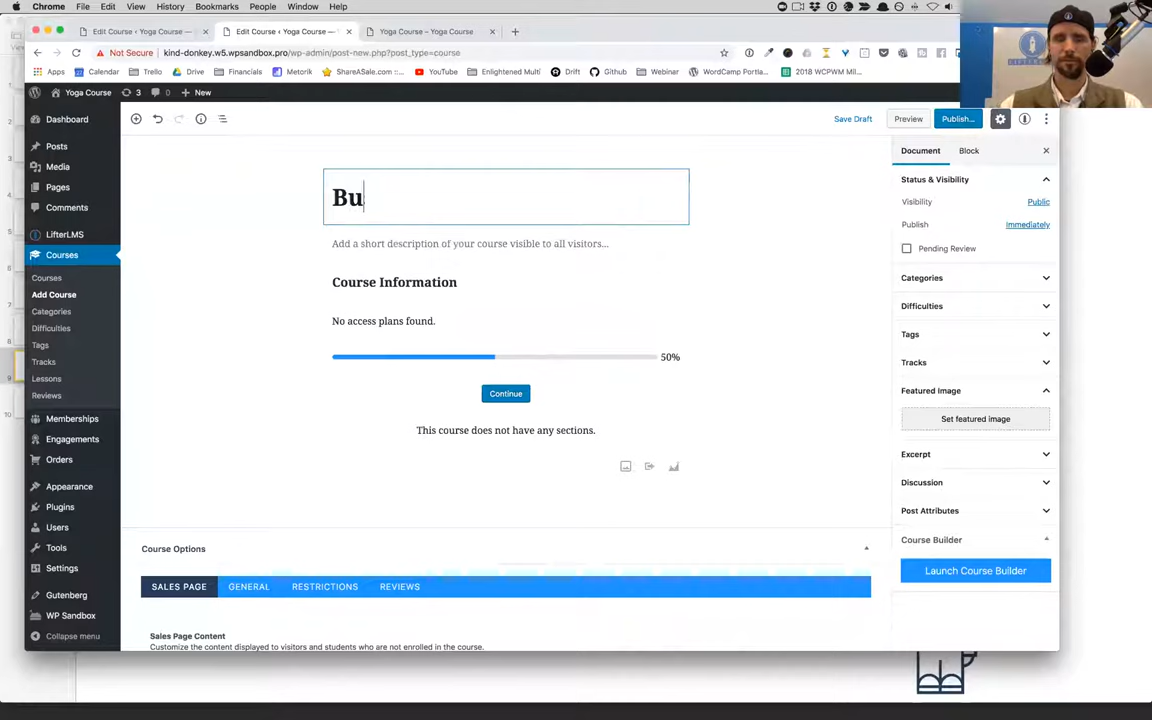 Chrome File Edit View History Bookmarks People Window Help
Edit Course ‹ Yoga Course —
Edit Course ‹ Yoga Course —
Yoga Course – Yoga Course
Not Secure kind-donkey.w5.wpsandbox.pro/wp-admin/post-new.php?post_type=course
Apps Calendar Trello Drive Financials Metorik ShareASale.com ::... YouTube Enlightened Multi Drift Github Webinar WordCamp Portla... 2018 WCPWM Mil...
Yoga Course 3 0 New
Save Draft Preview Publish...
Dashboard
Posts
Media
Pages
Comments
LifterLMS
Courses
Courses
Add Course
Categories
Difficulties
Tags
Tracks
Lessons
Reviews
Memberships
Engagements
Orders
Appearance
Plugins
Users
Tools
Settings
Gutenberg
WP Sandbox
Collapse menu
Bu
Add a short description of your course visible to all visitors...
Course Information
No access plans found.
50%
Continue
This course does not have any sections.
Course Options
SALES PAGE GENERAL RESTRICTIONS REVIEWS
Sales Page Content
Customize the content displayed to visitors and students who are not enrolled in the course.
Document Block
Status & Visibility
Visibility Public
Publish Immediately
Pending Review
Categories
Difficulties
Tags
Tracks
Featured Image
Set featured image
Excerpt
Discussion
Post Attributes
Course Builder
Launch Course Builder
7
8
9
10